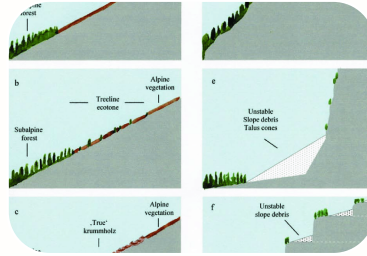 forest
b
Treeline
ecotone
Alpine
vegetation
Subalpine
forest
e
Unstable
Slope debris
Talus cones
c
‚True‘
krummholz
Alpine
vegetation
f
Unstable
slope debris